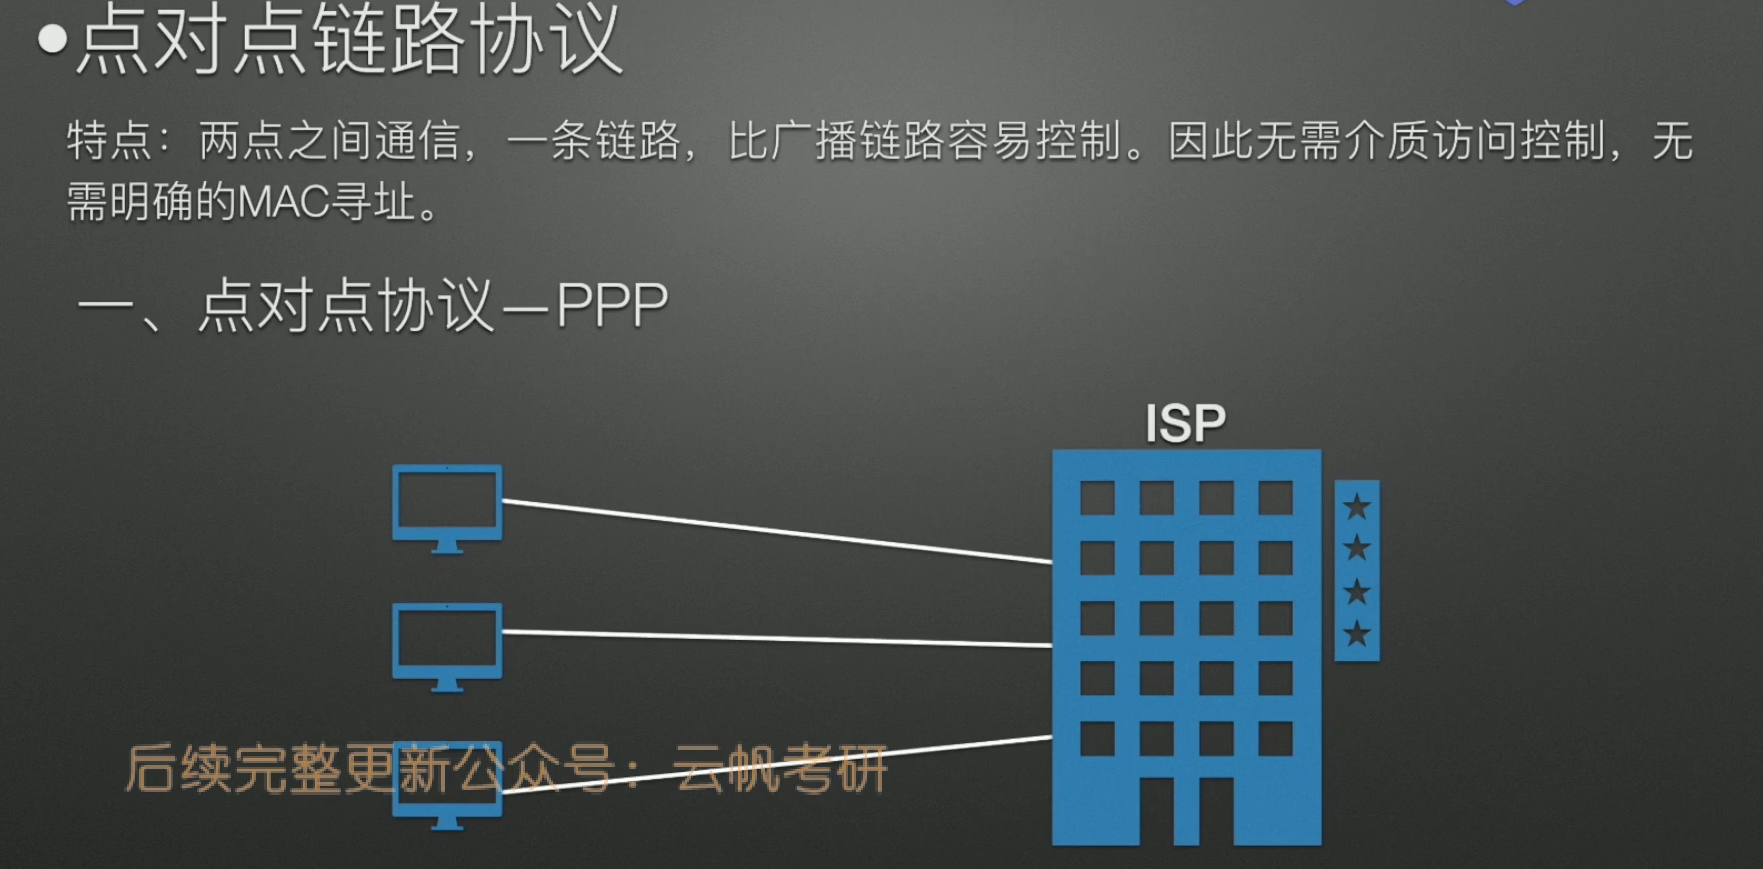 •点对点链路协议
特点：两点之间通信，一条链路，比广播链路容易控制。因此无需介质访问控制，无
需明确的MAC寻址。
一、点对点协议—PPP
ISP
后续完整更新公众号：云帆考研